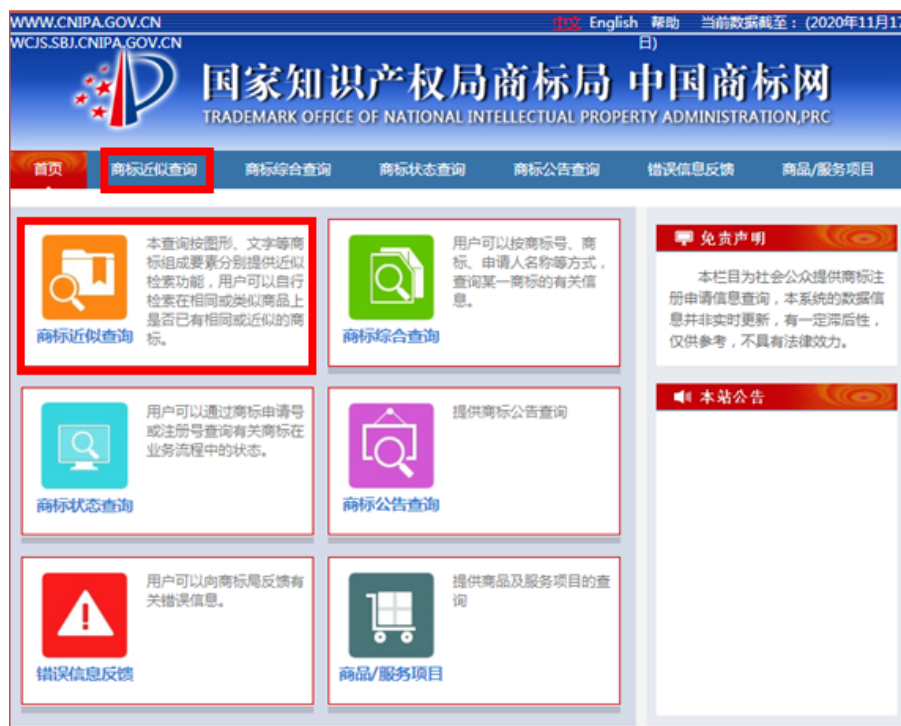 WWW.CNIPA.GOV.CN
中文 English 帮助 当前数据截至： (2020年11月17
日)
WCJS.SBJ.CNIPA.GOV.CN
国家知识产权局商标局 中国商标网
TRADEMARK OFFICE OF NATIONAL INTELLECTUAL PROPERTY ADMINISTRATION,PRC
首页 商标近似查询 商标综合查询 商标状态查询 商标公告查询 错误信息反馈 商品/服务项目
本查询按图形、文字等商
标组成要素分别提供近似
检索功能，用户可以自行
检索在相同或类似商品上
是否已有相同或近似的商
标。
商标近似查询
用户可以按商标号、商
标、申请人名称等方式，
查询某一商标的有关信
息。
商标综合查询
用户可以通过商标申请号
或注册号查询有关商标在
业务流程中的状态。
商标状态查询
提供商标公告查询
商标公告查询
用户可以向商标局反馈有
关错误信息。
错误信息反馈
提供商品及服务项目的查
询
商品/服务项目
免责声明
本栏目为社会公众提供商标注
册申请信息查询，本系统的数据信
息并非实时更新，有一定滞后性，
仅供参考，不具有法律效力。
本站公告